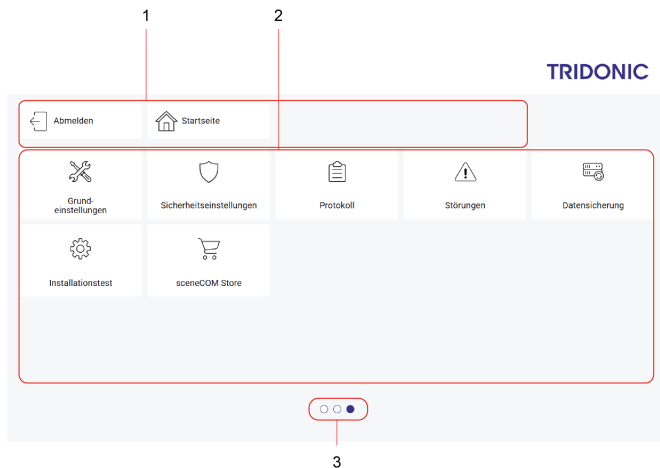 1
2
TRIDONIC
Abmelden
Startseite
Grund-
einstellungen
Sicherheitseinstellungen
Protokoll
Störungen
Datensicherung
Installationstest
sceneCOM Store
3